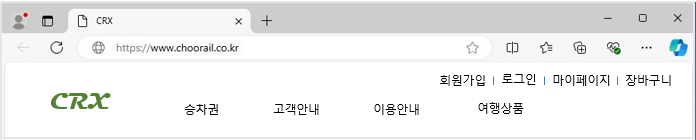 CRX
https://www.choorail.co.kr
회원가입 | 로그인 | 마이페이지 | 장바구니
CRX 승차권 고객안내 이용안내 여행상품